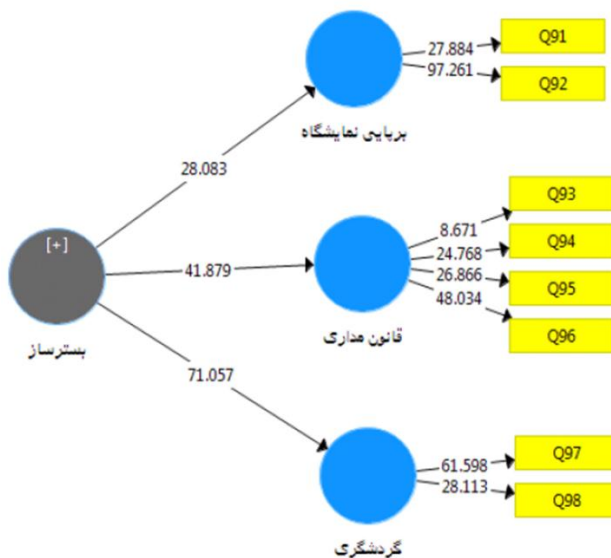 Q91
27.884
97.261
Q92
برپایی نمایشگاه
28.083
Q93
8.671
Q94
24.768
[+]
41.879
26.866
Q95
48.034
Q96
قانون مداری
بسترساز
71.057
Q97
61.598
28.113
Q98
گردشگری